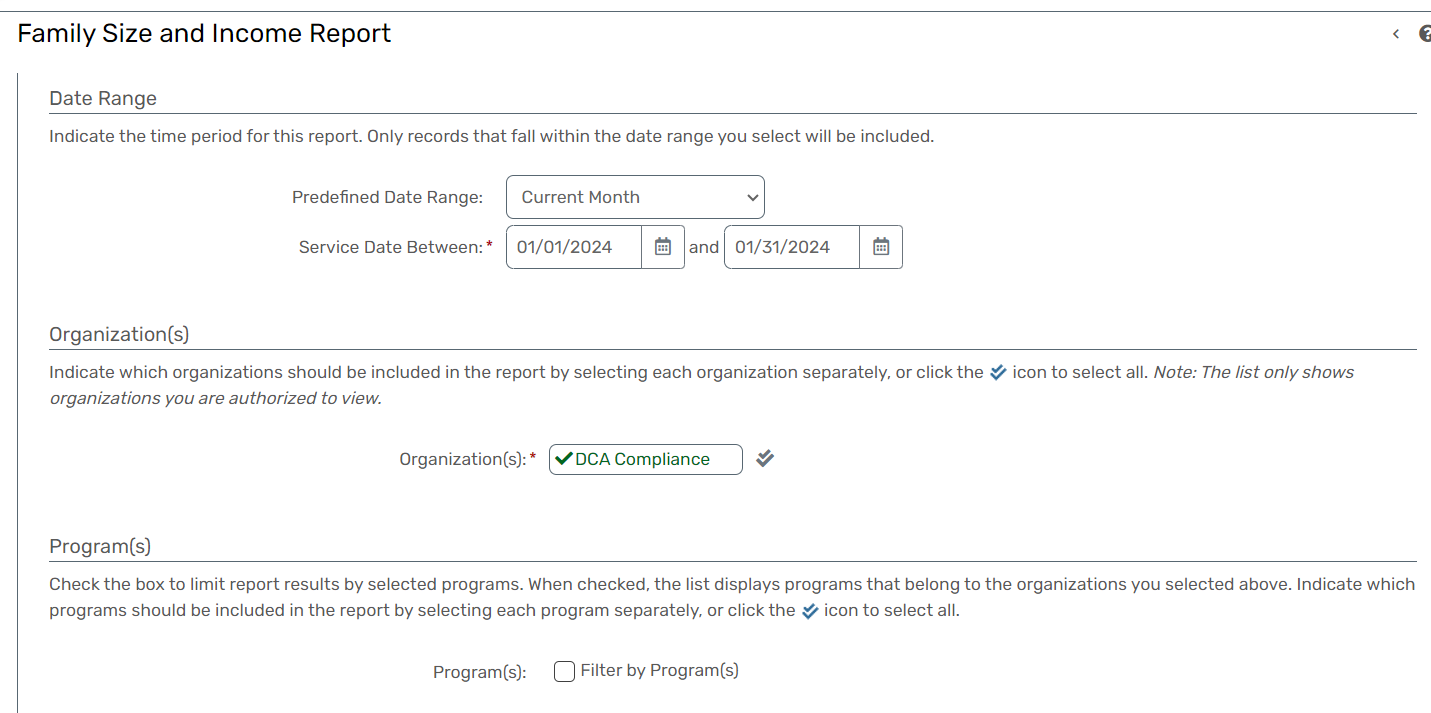 Family Size and Income Report
Date Range
Indicate the time period for this report. Only records that fall within the date range you select will be included.
Predefined Date Range: Current Month
Service Date Between:* 01/01/2024 and 01/31/2024
Organization(s)
Indicate which organizations should be included in the report by selecting each organization separately, or click the icon to select all. Note: The list only shows
organizations you are authorized to view.
Organization(s):* DCA Compliance
Program(s)
Check the box to limit report results by selected programs. When checked, the list displays programs that belong to the organizations you selected above. Indicate which
programs should be included in the report by selecting each program separately, or click the icon to select all.
Program(s): Filter by Program(s)